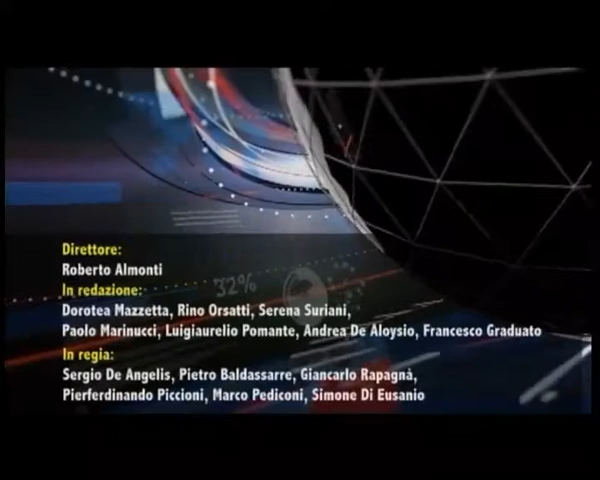 Direttore:
Roberto Almonti
In redazione:
Dorotea Mazzetta, Rino Orsatti, Serena Suriani,
Paolo Marinucci, Luigiaurelio Pomante, Andrea De Aloysio, Francesco Graduato
32%
In regia:
Sergio De Angelis, Pietro Baldassarre, Giancarlo Rapagnà,
Pierferdinando Piccioni, Marco Pediconi, Simone Di Eusanio